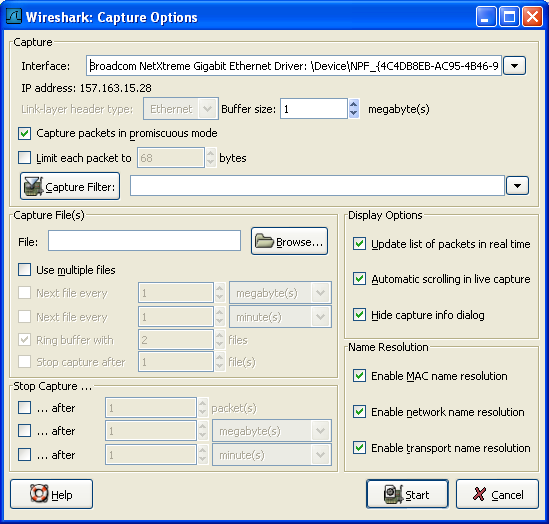 Wireshark: Capture Options
Capture
Interface: Broadcom NetXtreme Gigabit Ethernet Driver: \Device\NPF_{4C4DB8EB-AC95-4B46-9
IP address: 157.163.15.28
Link-layer header type: Ethernet Buffer size: 1 megabyte(s)
Capture packets in promiscuous mode
Limit each packet to 68 bytes
Capture Filter:
Capture File(s)
File: Browse...
Use multiple files
Next file every 1 megabyte(s)
Next file every 1 minute(s)
Ring buffer with 2 files
Stop capture after 1 file(s)
Stop Capture ...
... after 1 packet(s)
... after 1 megabyte(s)
... after 1 minute(s)
Display Options
Update list of packets in real time
Automatic scrolling in live capture
Hide capture info dialog
Name Resolution
Enable MAC name resolution
Enable network name resolution
Enable transport name resolution
Help Start Cancel